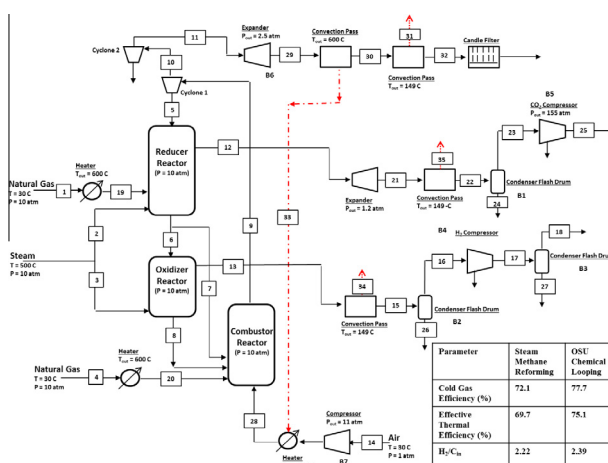 11
Expander
P_out = 2.5 atm
29
B6
Convection Pass
T_out = 600 C
30
31
Convection Pass
T_out = 149 C
32
Candle Filter
Cyclone 2
10
Cyclone 1
5
B5
CO₂ Compressor
P_out = 155 atm
23
25
Reducer
Reactor
(P = 10 atm)
12
9
35
Natural Gas
T = 30 C
P = 10 atm
1
Heater
T_out = 600 C
19
21
22
Expander
P_out = 1.2 atm
Convection Pass
T_out = 149 -C
24
B1
Condenser Flash Drum
2
6
B4
H₂ Compressor
18
33
Steam
T = 500 C
P = 10 atm
3
Oxidizer
Reactor
(P = 10 atm)
13
7
34
16
17
Condenser Flash Drum
B3
27
15
Convection Pass
T_out = 149 C
B2
Condenser Flash Drum
26
8
Combustor
Reactor
(P = 10 atm)
Natural Gas
T = 30 C
P = 10 atm
4
Heater
T_out = 600 C
20
28
Heater
Compressor
P_out = 11 atm
B7
14
Air
T = 30 C
P = 1 atm
Parameter Steam Methane Reforming OSU Chemical Looping
Cold Gas Efficiency (%) 72.1 77.7
Effective Thermal Efficiency (%) 69.7 75.1
H₂/C_in 2.22 2.39